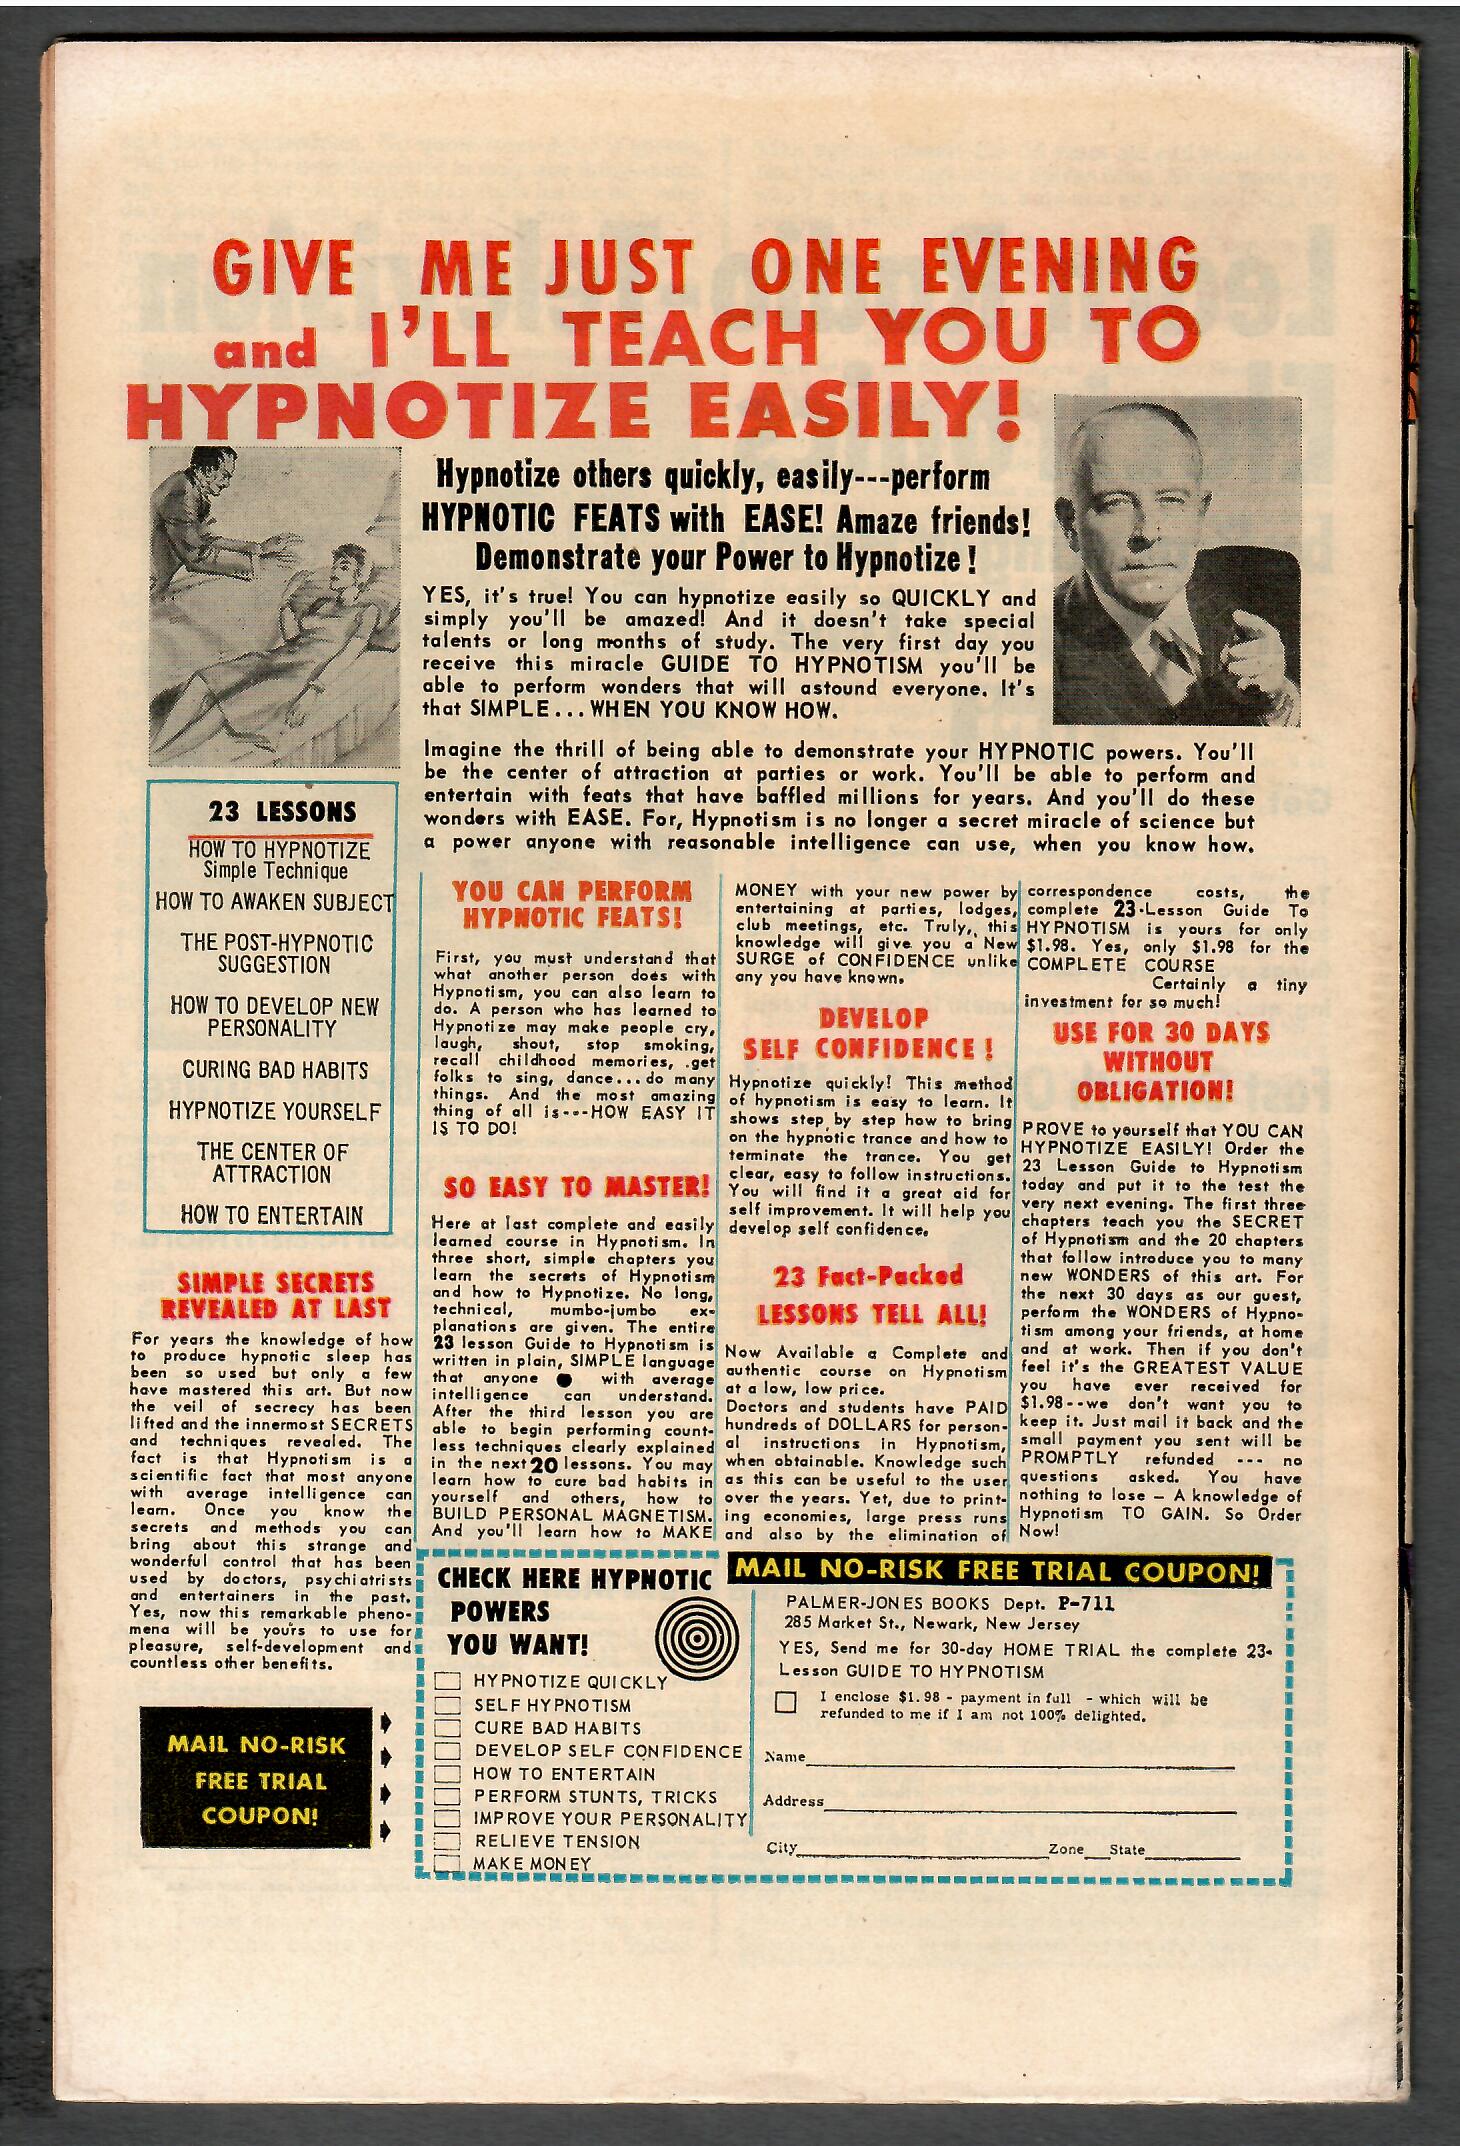 GIVE ME JUST ONE EVENING
and I'LL TEACH YOU TO
HYPNOTIZE EASILY!
Hypnotize others quickly, easily---perform
HYPNOTIC FEATS with EASE! Amaze friends!
Demonstrate your Power to Hypnotize!
YES, it's true! You can hypnotize easily so QUICKLY and
simply you'll be amazed! And it doesn't take special
talents or long months of study. The very first day you
receive this miracle GUIDE TO HYPNOTISM you'll be
able to perform wonders that will astound everyone. It's
that SIMPLE...WHEN YOU KNOW HOW.
Imagine the thrill of being able to demonstrate your HYPNOTIC powers. You'll
be the center of attraction at parties or work. You'll be able to perform and
entertain with feats that have baffled millions for years. And you'll do these
wonders with EASE. For, Hypnotism is no longer a secret miracle of science but
a power anyone with reasonable intelligence can use, when you know how.
23 LESSONS
HOW TO HYPNOTIZE
Simple Technique
HOW TO AWAKEN SUBJECT
THE POST-HYPNOTIC
SUGGESTION
HOW TO DEVELOP NEW
PERSONALITY
CURING BAD HABITS
HYPNOTIZE YOURSELF
THE CENTER OF
ATTRACTION
HOW TO ENTERTAIN
SIMPLE SECRETS
REVEALED AT LAST
For years the knowledge of how
to produce hypnotic sleep has
been so used but only a few
have mastered this art. But now
the veil of secrecy has been
lifted and the innermost SECRETS
and techniques revealed. The
fact is that Hypnotism is a
scientific fact that most anyone
with average intelligence can
learn. Once you know the
secrets and methods you can
bring about this strange and
wonderful control that has been
used by doctors, psychiatrists
and entertainers in the past.
Yes, now this remarkable pheno-
mena will be yours to use for
pleasure, self-development and
countless other benefits.
MAIL NO-RISK
FREE TRIAL
COUPON!
YOU CAN PERFORM
HYPNOTIC FEATS!
First, you must understand that
what another person does with
Hypnotism, you can also learn to
do. A person who has learned to
Hypnotize may make people cry,
laugh, shout, stop smoking,
recall childhood memories, .get
folks to sing, dance...do many
things. And the most amazing
thing of all is---HOW EASY IT
IS TO DO!
SO EASY TO MASTER!
Here at last complete and easily
learned course in Hypnotism. In
three short, simple chapters you
learn the secrets of Hypnotism
and how to Hypnotize. No long,
technical, mumbo-jumbo ex-
planations are given. The entire
23 lesson Guide to Hypnotism is
written in plain, SIMPLE language
that anyone with average
intelligence can understand.
After the third lesson you are
able to begin performing count-
less techniques clearly explained
in the next 20 lessons. You may
learn how to cure bad habits in
yourself and others, how to
BUILD PERSONAL MAGNETISM.
And you'll learn how to MAKE
MONEY with your new power by
entertaining at parties, lodges,
club meetings, etc. Truly, this
knowledge will give you a New
SURGE of CONFIDENCE unlike
any you have known.
DEVELOP
SELF CONFIDENCE!
Hypnotize quickly! This method
of hypnotism is easy to learn. It
shows step by step how to bring
on the hypnotic trance and how to
terminate the trance. You get
clear, easy to follow instructions.
You will find it a great aid for
self improvement. It will help you
develop self confidence.
23 Fact-Packed
LESSONS TELL ALL!
Now Available a Complete and
authentic course on Hypnotism
at a low, low price.
Doctors and students have PAID
hundreds of DOLLARS for person-
al instructions in Hypnotism,
when obtainable. Knowledge such
as this can be useful to the user
over the years. Yet, due to print-
ing economies, large press runs
and also by the elimination of
correspondence costs, the
complete 23-Lesson Guide To
HYPNOTISM is yours for only
$1.98. Yes, only $1.98 for the
COMPLETE COURSE
Certainly a tiny
investment for so much!
USE FOR 30 DAYS
WITHOUT
OBLIGATION!
PROVE to yourself that YOU CAN
HYPNOTIZE EASILY! Order the
23 Lesson Guide to Hypnotism
today and put it to the test the
very next evening. The first three
chapters teach you the SECRET
of Hypnotism and the 20 chapters
that follow introduce you to many
new WONDERS of this art. For
the next 30 days as our guest,
perform the WONDERS of Hypno-
tism among your friends, at home
and at work. Then if you don't
feel it's the GREATEST VALUE
you have ever received for
$1.98--we don't want you to
keep it. Just mail it back and the
small payment you sent will be
PROMPTLY refunded --- no
questions asked. You have
nothing to lose — A knowledge of
Hypnotism TO GAIN. So Order
Now!
CHECK HERE HYPNOTIC
POWERS
YOU WANT!
HYPNOTIZE QUICKLY
SELF HYPNOTISM
CURE BAD HABITS
DEVELOP SELF CONFIDENCE
HOW TO ENTERTAIN
PERFORM STUNTS, TRICKS
IMPROVE YOUR PERSONALITY
RELIEVE TENSION
MAKE MONEY
MAIL NO-RISK FREE TRIAL COUPON!
PALMER-JONES BOOKS Dept. P-711
285 Market St., Newark, New Jersey
YES, Send me for 30-day HOME TRIAL the complete 23-
Lesson GUIDE TO HYPNOTISM
I enclose $1.98 - payment in full - which will be
refunded to me if I am not 100% delighted.
Name
Address
City Zone State